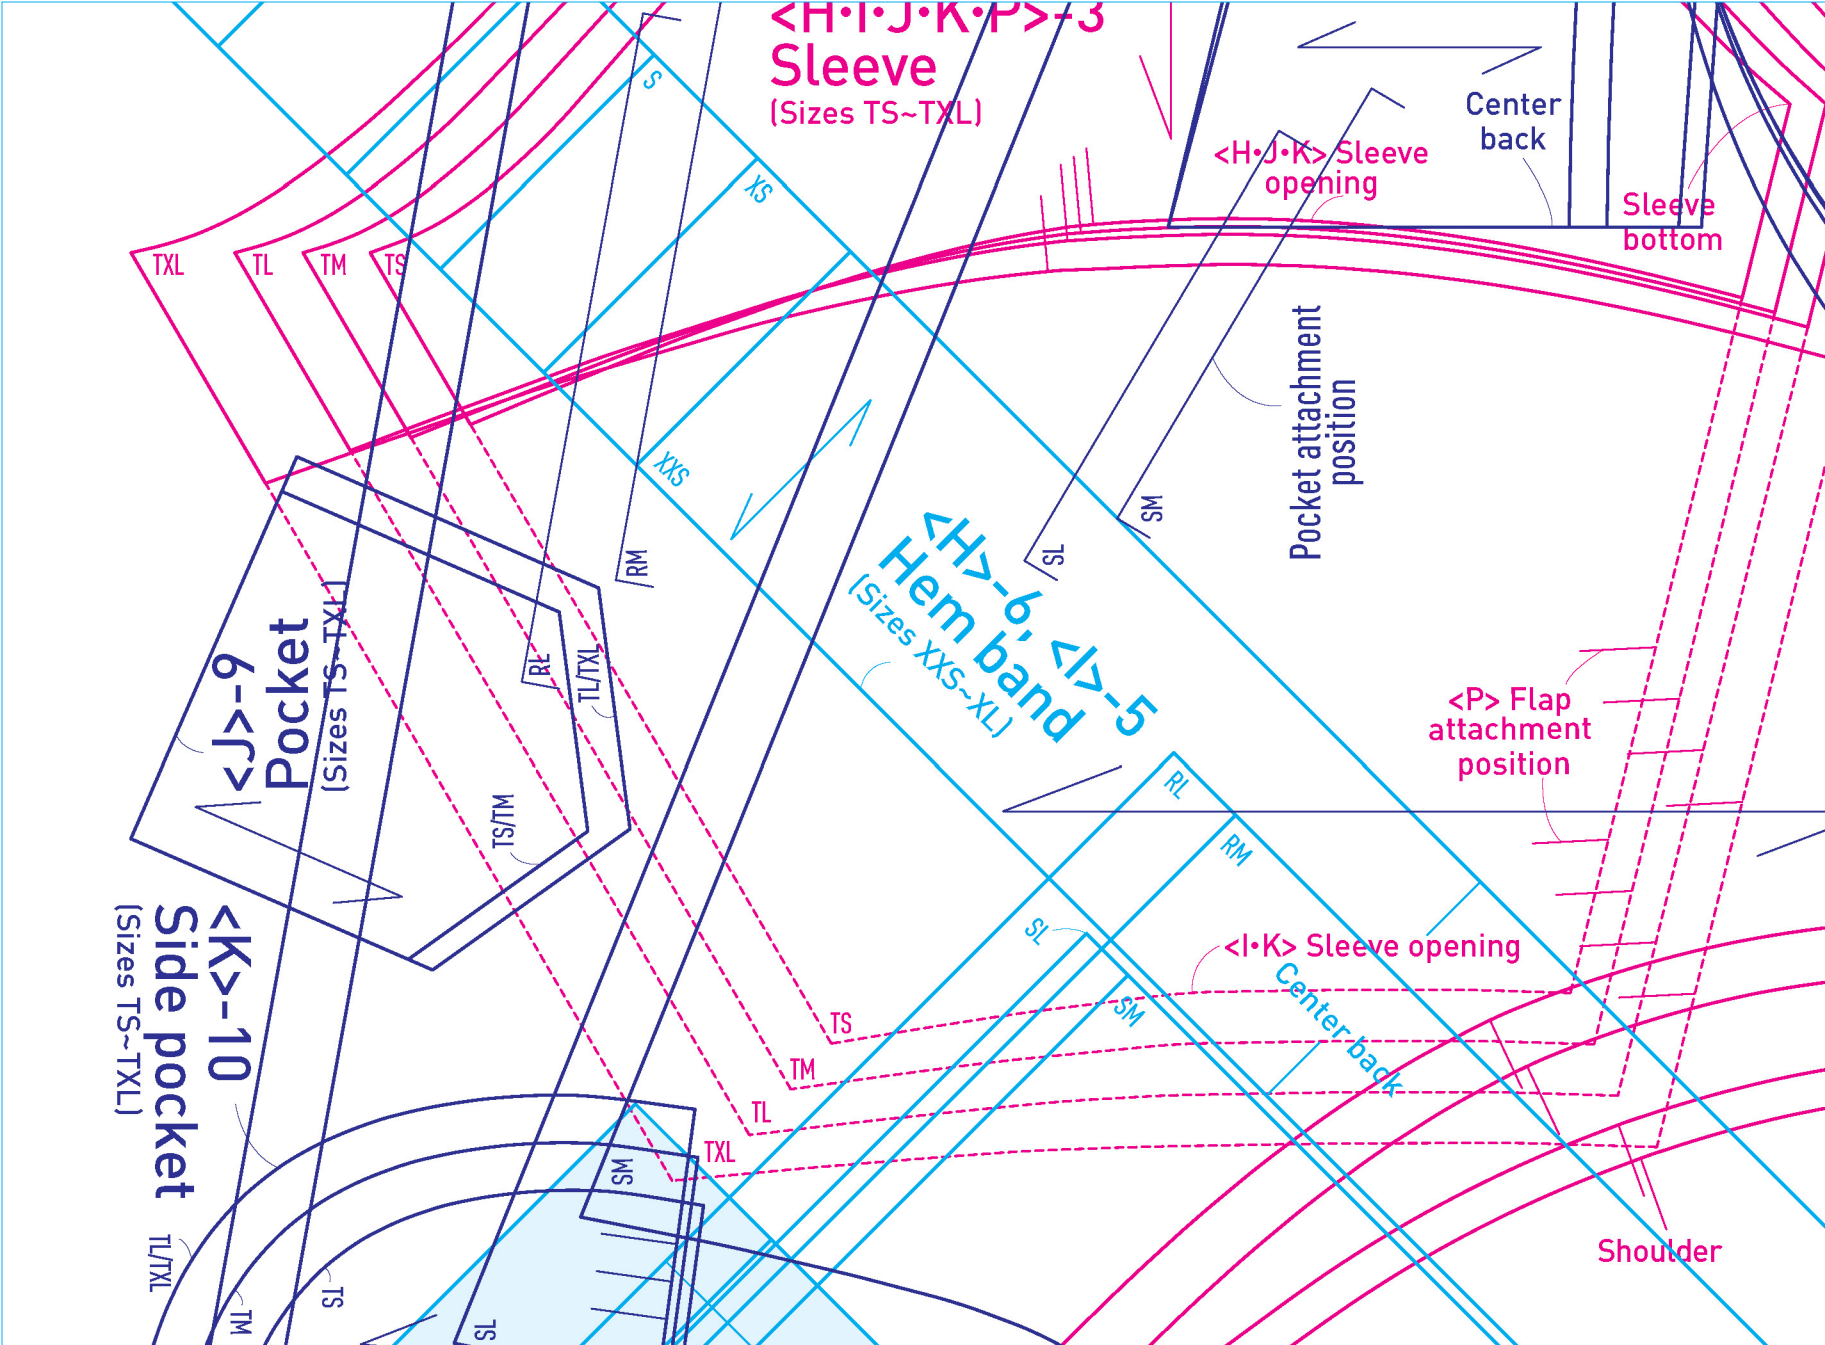 <H•I•J•K•P>-3
Sleeve
(Sizes TS~TXL)
S
XS
XXS
TXL
TL
TM
TS
<H•J•K> Sleeve
opening
Center
back
Sleeve
bottom
Pocket attachment
position
SM
SL
RM
RL
<H>-6, <I>-5
Hem band
(Sizes XXS~XL)
<J>-9
Pocket
(Sizes TS~TXL)
TL/TXL
TS/TM
<P> Flap
attachment
position
RL
RM
SL
SM
<I•K> Sleeve opening
Center back
<K>-10
Side pocket
(Sizes TS~TXL)
TS
TM
TL
TXL
SM
SL
TL/TXL
TM
TS
Shoulder